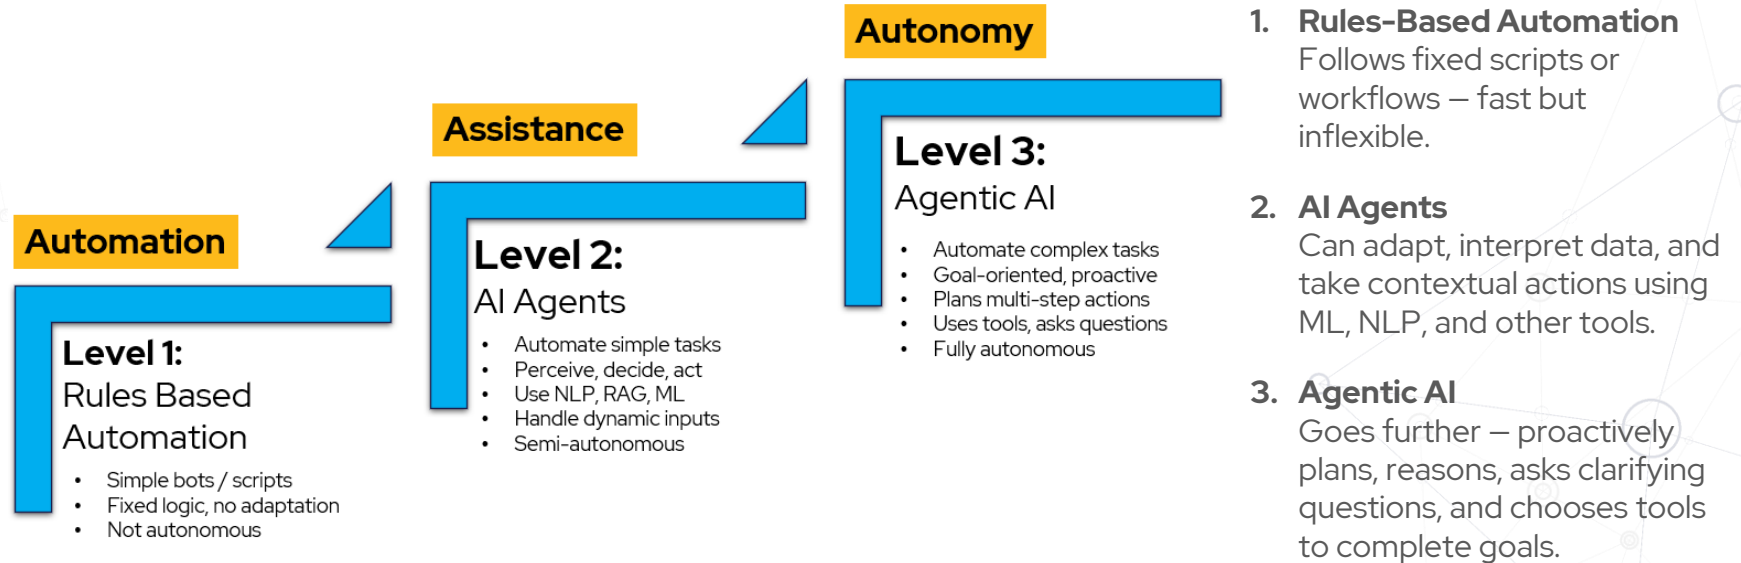 Automation
Level 1:
Rules Based
Automation
• Simple bots / scripts
• Fixed logic, no adaptation
• Not autonomous
Assistance
Level 2:
AI Agents
• Automate simple tasks
• Perceive, decide, act
• Use NLP, RAG, ML
• Handle dynamic inputs
• Semi-autonomous
Autonomy
Level 3:
Agentic AI
• Automate complex tasks
• Goal-oriented, proactive
• Plans multi-step actions
• Uses tools, asks questions
• Fully autonomous
1. Rules-Based Automation
Follows fixed scripts or
workflows — fast but
inflexible.
2. AI Agents
Can adapt, interpret data, and
take contextual actions using
ML, NLP, and other tools.
3. Agentic AI
Goes further — proactively
plans, reasons, asks clarifying
questions, and chooses tools
to complete goals.